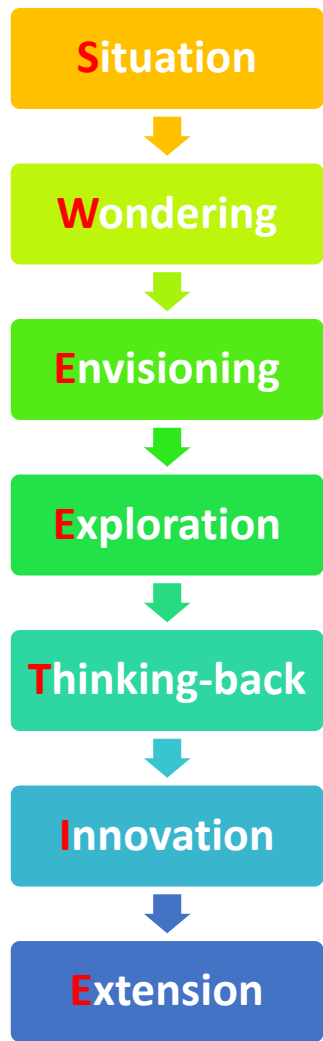 Situation
Wondering
Envisioning
Exploration
Thinking-back
Innovation
Extension